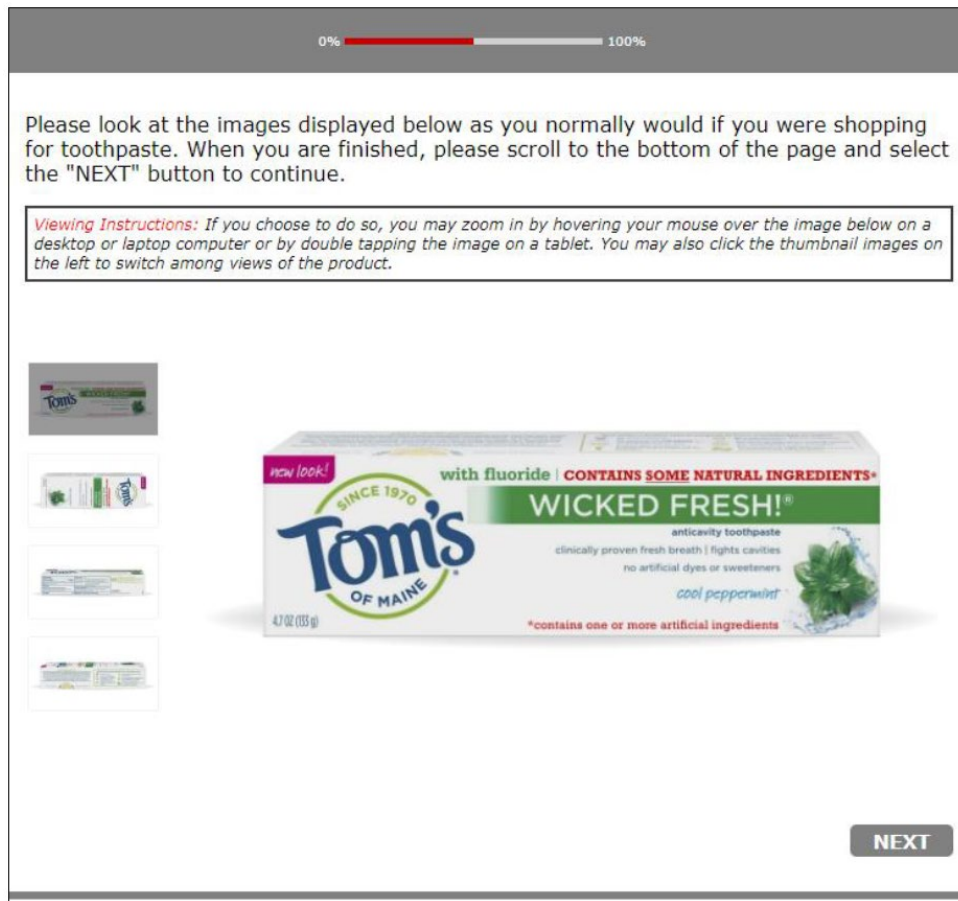 0% 100%
Please look at the images displayed below as you normally would if you were shopping
for toothpaste. When you are finished, please scroll to the bottom of the page and select
the "NEXT" button to continue.
Viewing Instructions: If you choose to do so, you may zoom in by hovering your mouse over the image below on a
desktop or laptop computer or by double tapping the image on a tablet. You may also click the thumbnail images on
the left to switch among views of the product.
new look!
with fluoride | CONTAINS SOME NATURAL INGREDIENTS*
SINCE 1970
WICKED FRESH!®
Tom's
OF MAINE
anticavity toothpaste
clinically proven fresh breath | fights cavities
no artificial dyes or sweeteners
cool peppermint
4.7 OZ (133 g)
*contains one or more artificial ingredients
Tom's
WICKED FRESH!
Tom's
NEXT